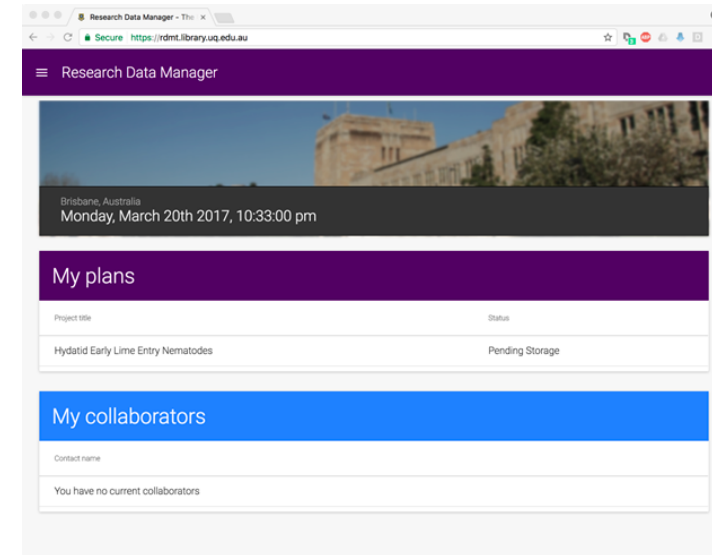 Research Data Manager - The
Secure https://rdmt.library.uq.edu.au
Research Data Manager
Brisbane, Australia
Monday, March 20th 2017, 10:33:00 pm
My plans
Project title Status
Hydatid Early Lime Entry Nematodes Pending Storage
My collaborators
Contact name
You have no current collaborators